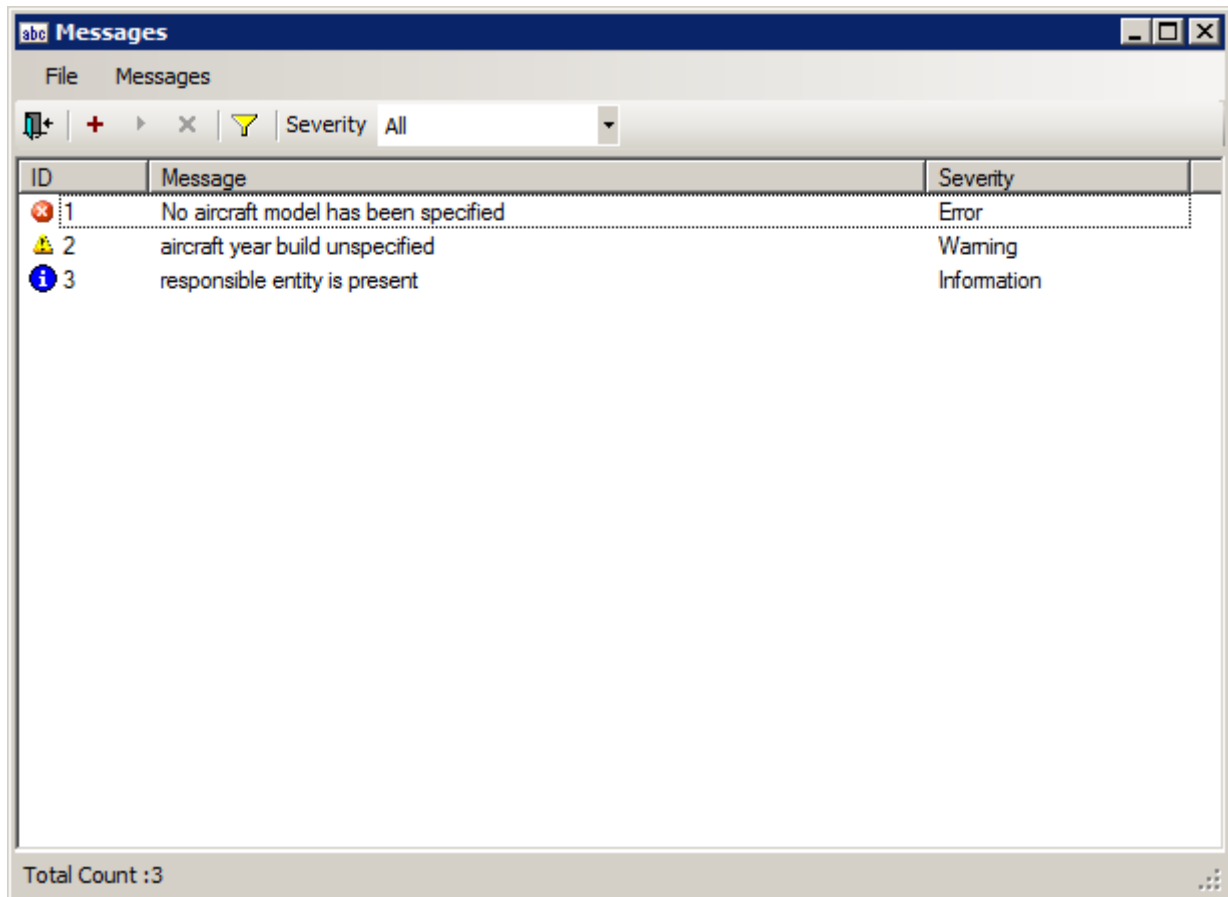 abc Messages
File Messages
Severity All
ID Message Severity
1 No aircraft model has been specified Error
2 aircraft year build unspecified Warning
3 responsible entity is present Information
Total Count :3